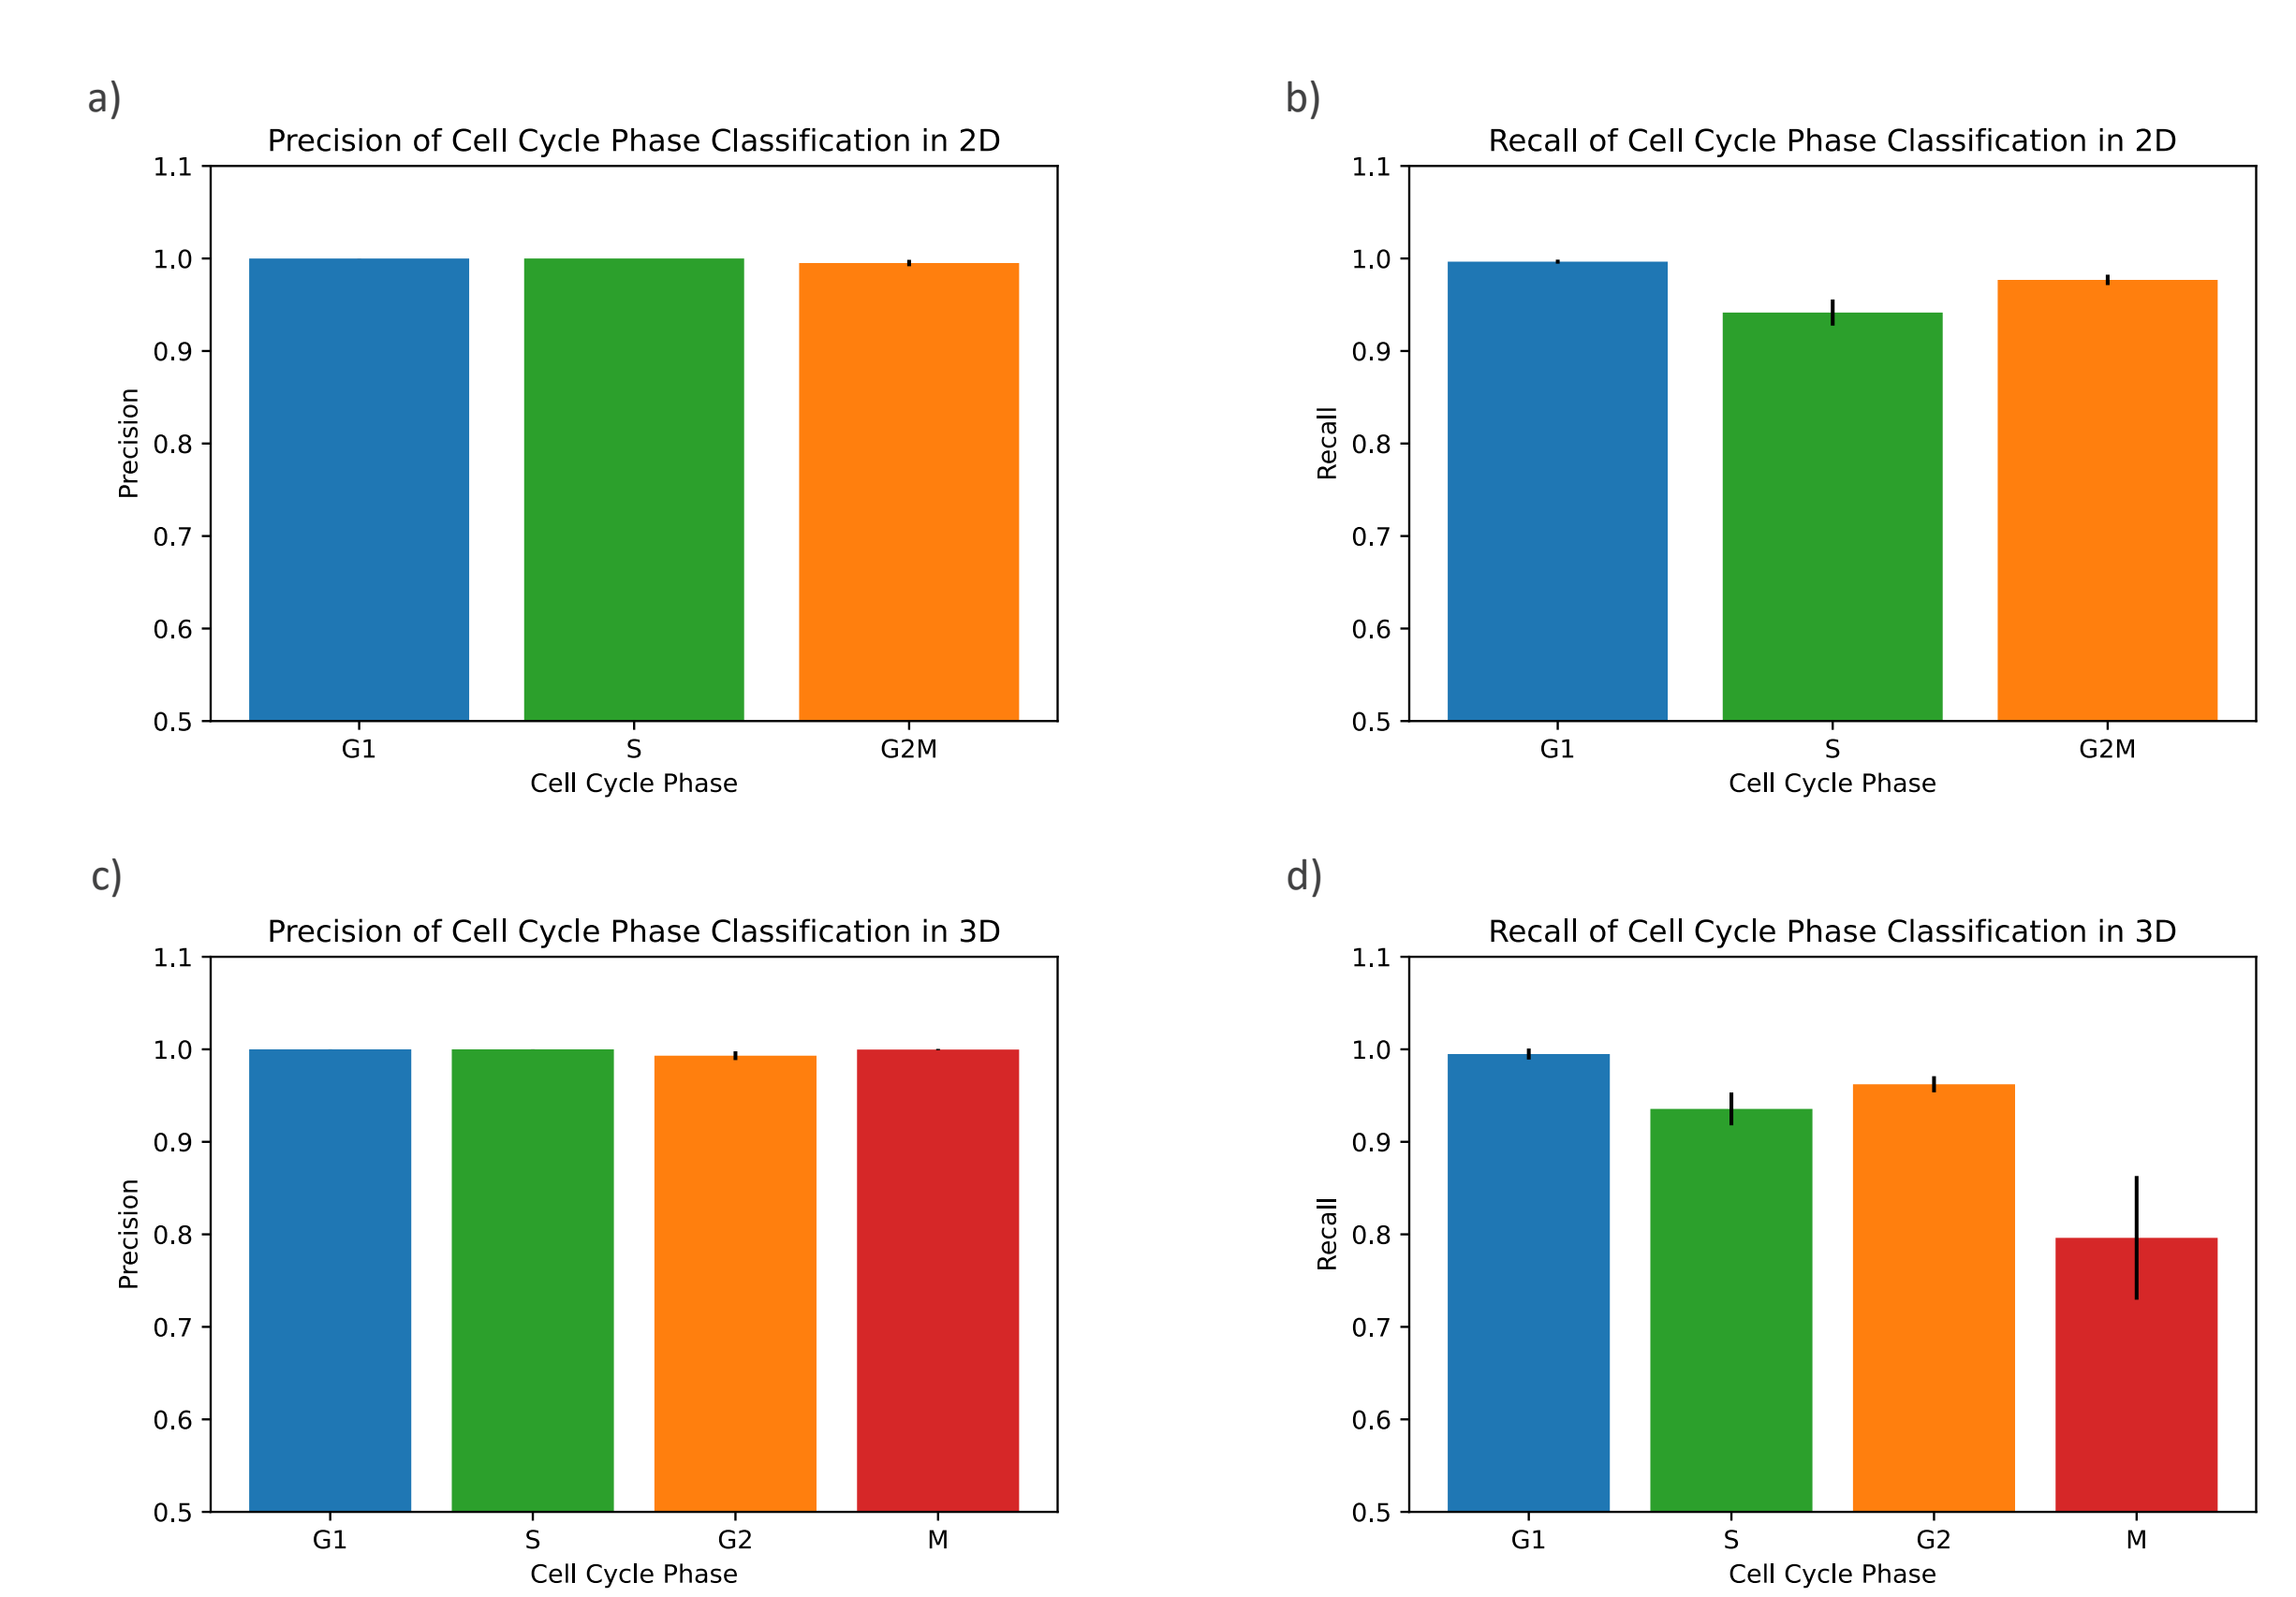 a)
Precision of Cell Cycle Phase Classification in 2D
1.1
1.0
0.9
0.8
0.7
0.6
0.5
Precision
G1 S G2M
Cell Cycle Phase
b)
Recall of Cell Cycle Phase Classification in 2D
1.1
1.0
0.9
0.8
0.7
0.6
0.5
Recall
G1 S G2M
Cell Cycle Phase
c)
Precision of Cell Cycle Phase Classification in 3D
1.1
1.0
0.9
0.8
0.7
0.6
0.5
Precision
G1 S G2 M
Cell Cycle Phase
d)
Recall of Cell Cycle Phase Classification in 3D
1.1
1.0
0.9
0.8
0.7
0.6
0.5
Recall
G1 S G2 M
Cell Cycle Phase